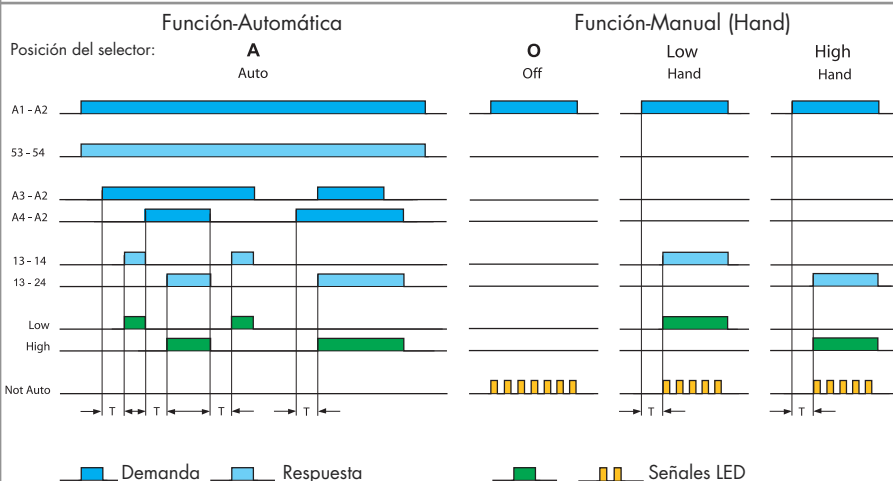 Función-Automática
Función-Manual (Hand)
Posición del selector:
A
O
Low
High
Auto
Off
Hand
Hand
A1 - A2
53 - 54
A3 - A2
A4 - A2
13 - 14
13 - 24
Low
High
Not Auto
T T T T T T
Demanda Respuesta Señales LED